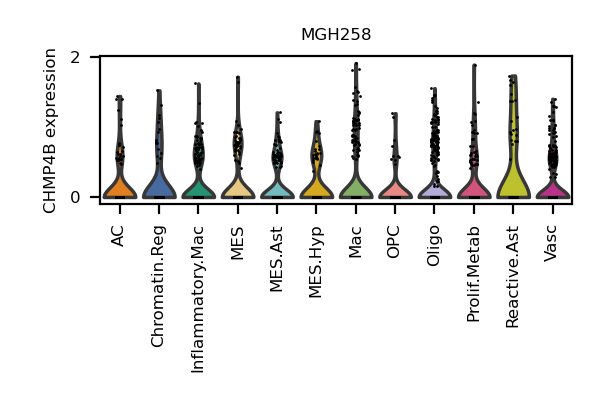 MGH258
CHMP4B expression
2
0
AC
Chromatin.Reg
Inflammatory.Mac
MES
MES.Ast
MES.Hyp
Mac
OPC
Oligo
Prolif.Metab
Reactive.Ast
Vasc